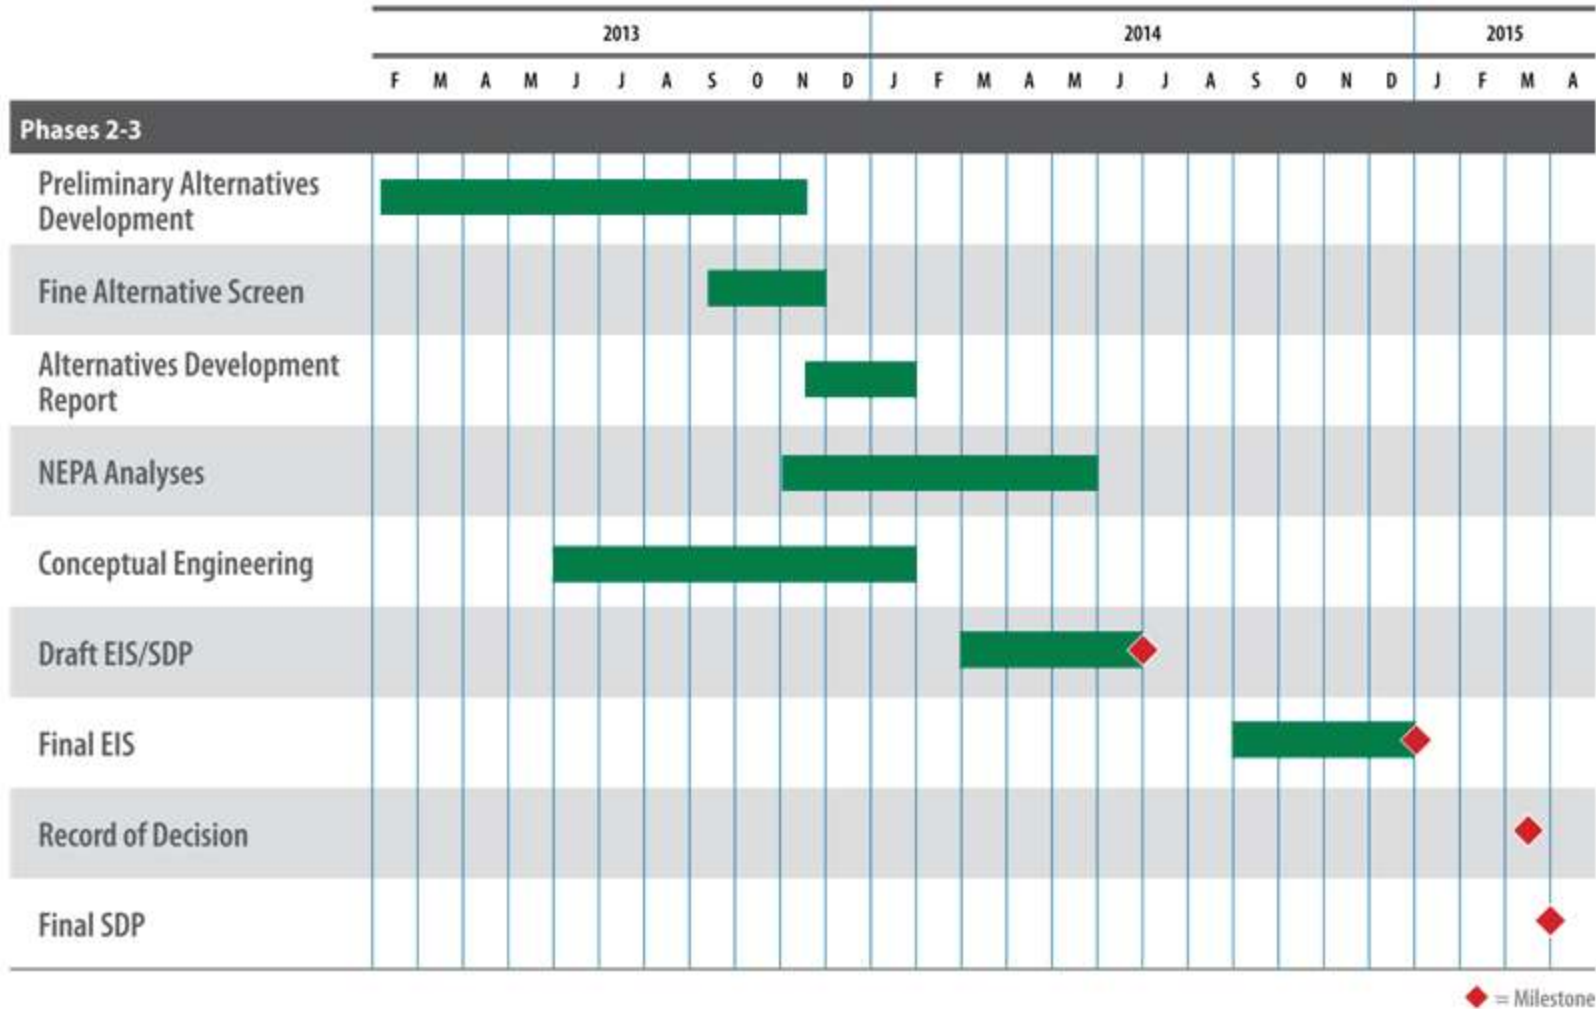 2013 2014 2015
F M A M J J A S O N D J F M A M J J A S O N D J F M A
Phases 2-3
Preliminary Alternatives
Development
Fine Alternative Screen
Alternatives Development
Report
NEPA Analyses
Conceptual Engineering
Draft EIS/SDP
Final EIS
Record of Decision
Final SDP
= Milestone